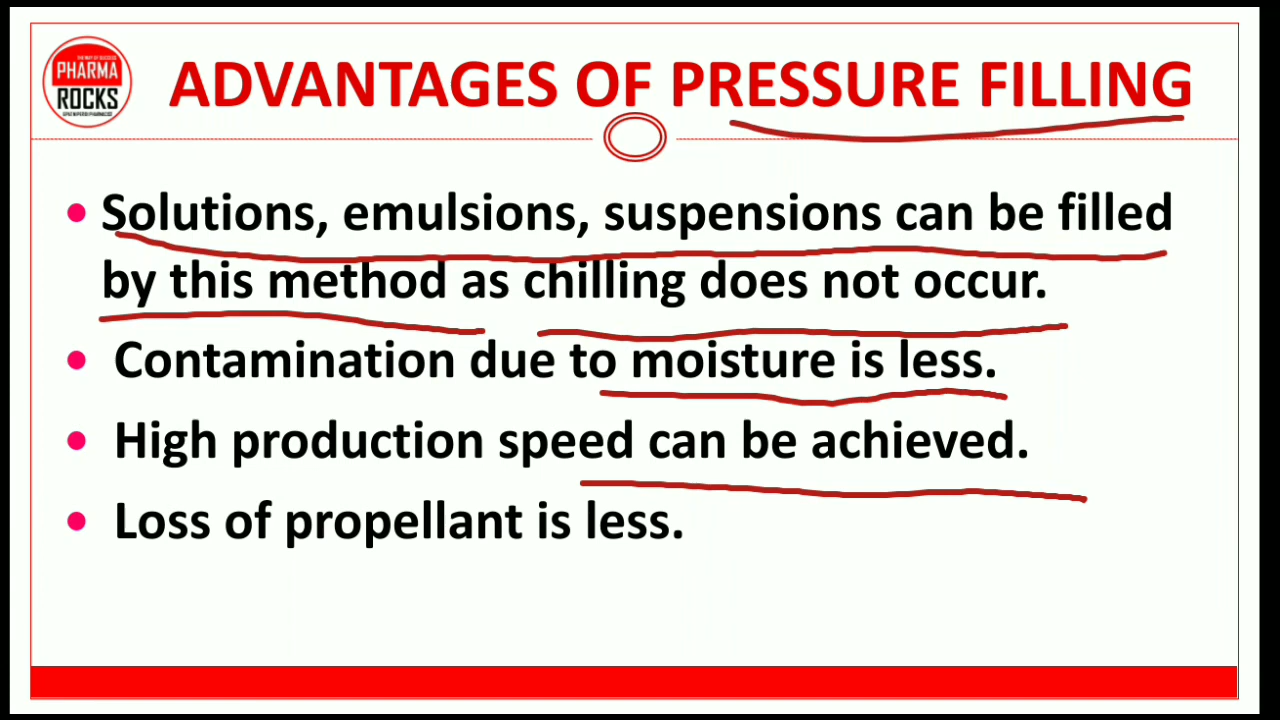 PHARMA
ROCKS
ADVANTAGES OF PRESSURE FILLING
• Solutions, emulsions, suspensions can be filled
by this method as chilling does not occur.
• Contamination due to moisture is less.
• High production speed can be achieved.
• Loss of propellant is less.